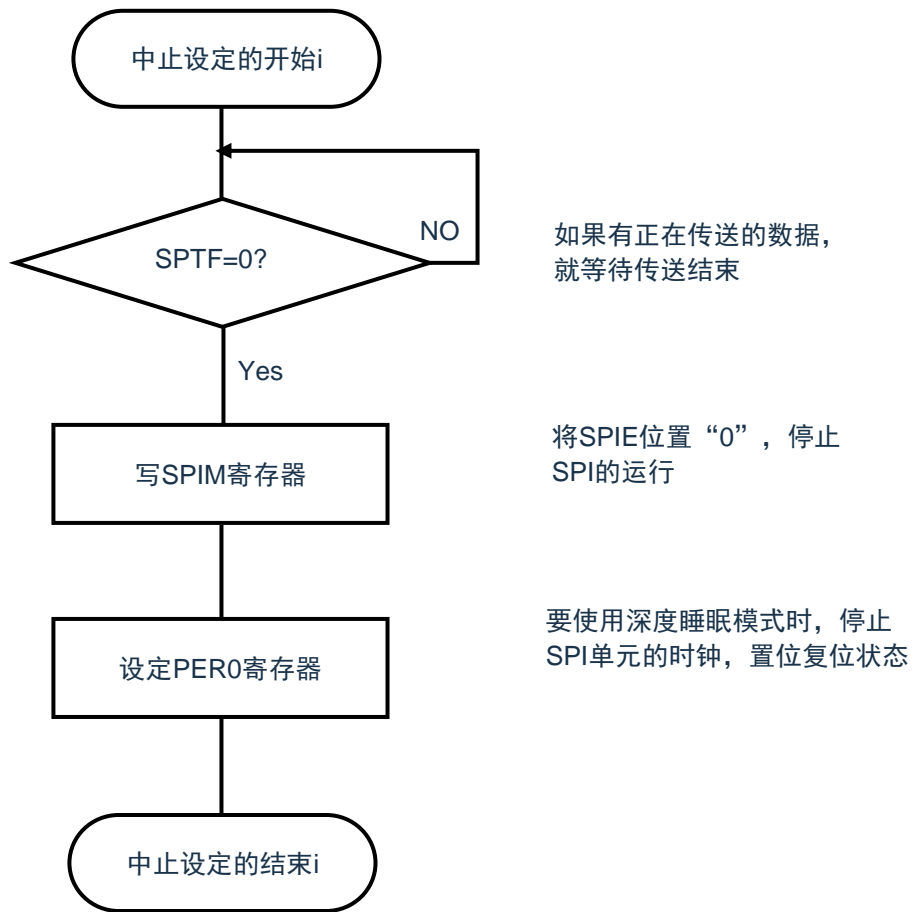 中止设定的开始i
NO
SPTF=0?
如果有正在传送的数据，
就等待传送结束
Yes
将SPIE位置“0”，停止
SPI的运行
写SPIM寄存器
要使用深度睡眠模式时，停止
SPI单元的时钟，置位复位状态
设定PER0寄存器
中止设定的结束i